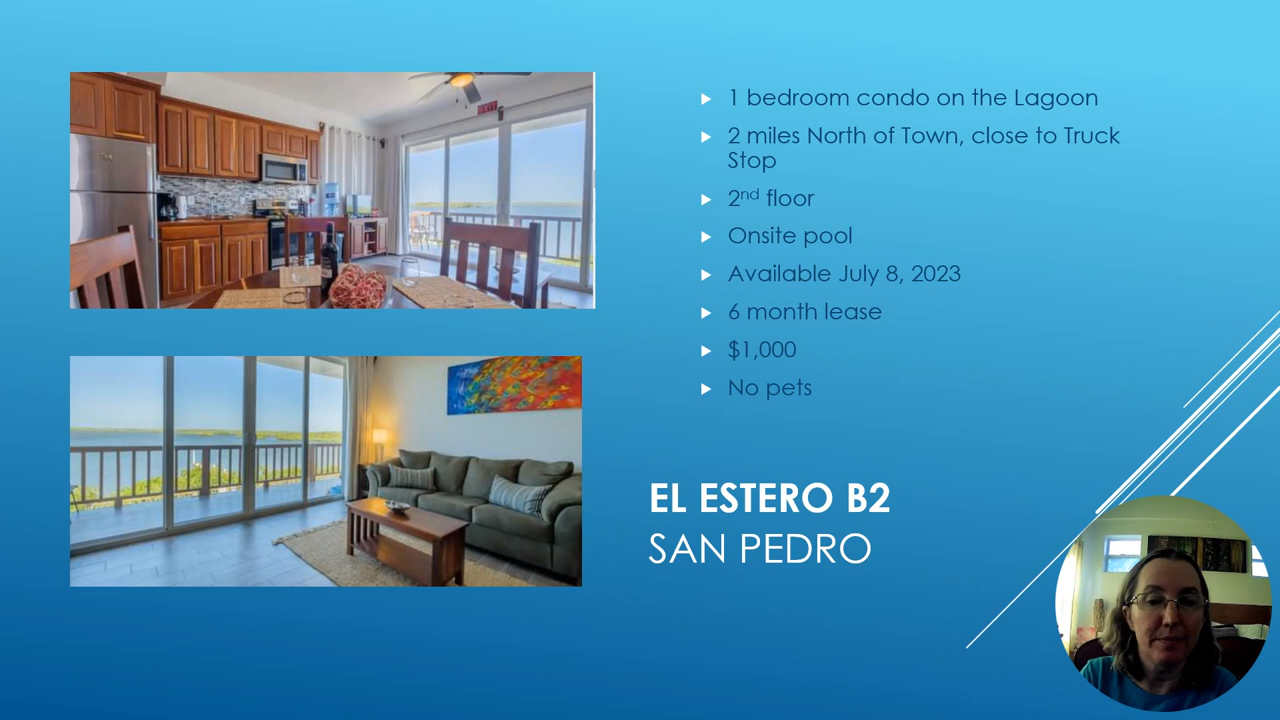 EXIT
1 bedroom condo on the Lagoon
2 miles North of Town, close to Truck
Stop
2nd floor
Onsite pool
Available July 8, 2023
6 month lease
$1,000
No pets
EL ESTERO B2
SAN PEDRO